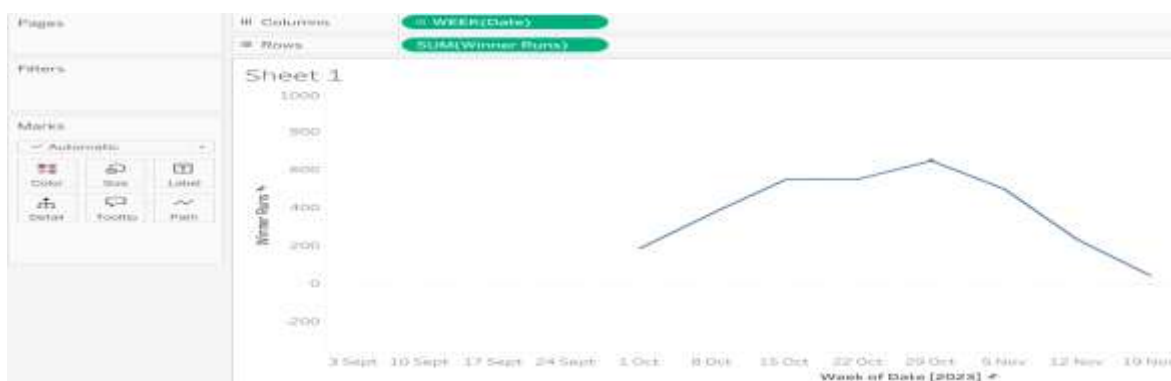 Pages
Columns
WEEK(Date)
Rows
SUM(Winner Runs)
Filters
Sheet 1
Marks
Automatic
Color
Size
Label
Detail
Tooltip
Path
Winner Runs
1000
800
600
400
200
0
-200
3 Sept 10 Sept 17 Sept 24 Sept 1 Oct 8 Oct 15 Oct 22 Oct 29 Oct 5 Nov 12 Nov 19 Nov
Week of Date [2023]